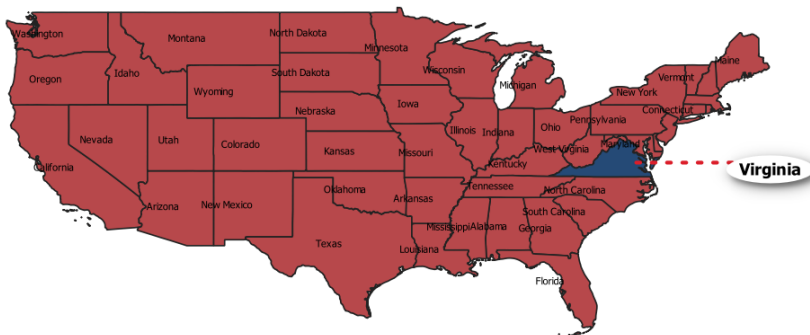 Washington
Montana
North Dakota
Minnesota
Maine
Oregon
Idaho
South Dakota
Wisconsin
Michigan
Vermont
New York
Wyoming
Nebraska
Iowa
Connecticut
Pennsylvania
Nevada
Utah
Colorado
Illinois
Indiana
Ohio
Maryland
West Virginia
Kansas
Missouri
Kentucky
Virginia
California
Oklahoma
Tennessee
North Carolina
Arizona
New Mexico
Arkansas
South Carolina
Mississippi
Alabama
Georgia
Texas
Louisiana
Florida